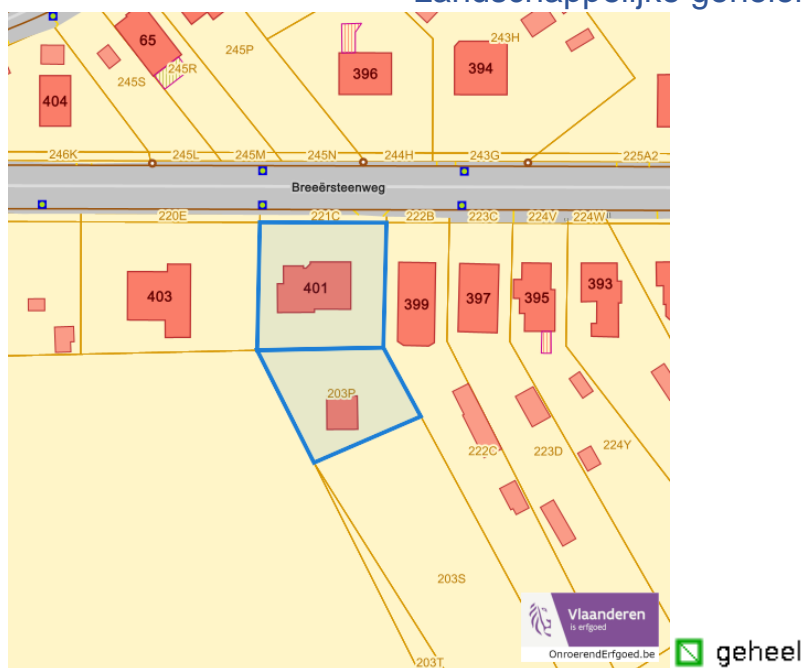 Landschappelijke gehelen
65
245P
243H
245R
396
394
245S
404
246K 245L 245M 245N 244H 243G 225A2
Breeërsteenweg
220E 221C 222B 223C 224V 224W
403 401 399 397 395 393
203P
222C 223D 224Y
203S
Vlaanderen
is erfgoed
OnroerendErfgoed.be
203T
geheel